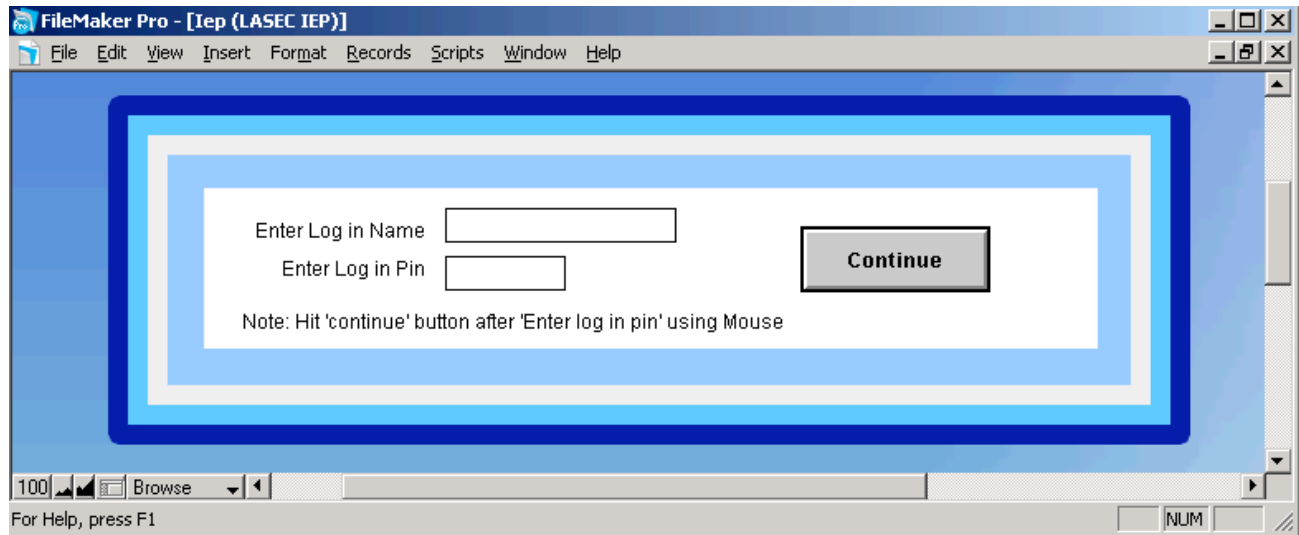 FileMaker Pro - [Iep (LASEC IEP)]
File Edit View Insert Format Records Scripts Window Help
Enter Log in Name
Continue
Enter Log in Pin
Note: Hit 'continue' button after 'Enter log in pin' using Mouse
100 Browse
For Help, press F1 NUM